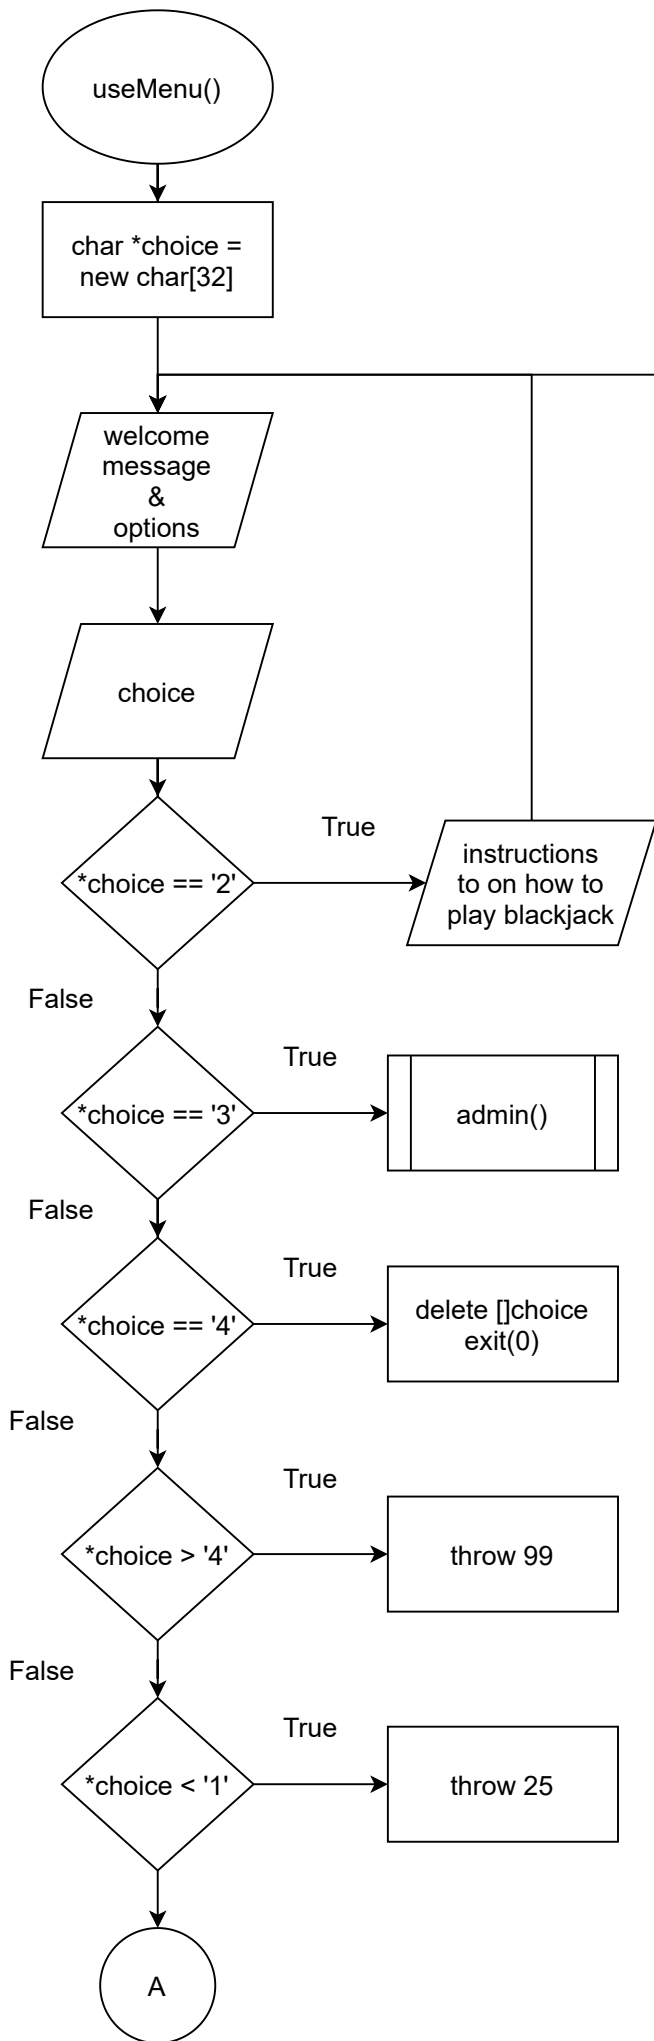 useMenu()
char *choice =
new char[32]
welcome
message
&
options
choice
*choice == '2'
True
instructions
to on how to
play blackjack
False
*choice == '3'
True
admin()
False
*choice == '4'
True
delete []choice
exit(0)
False
*choice > '4'
True
throw 99
False
*choice < '1'
True
throw 25
A